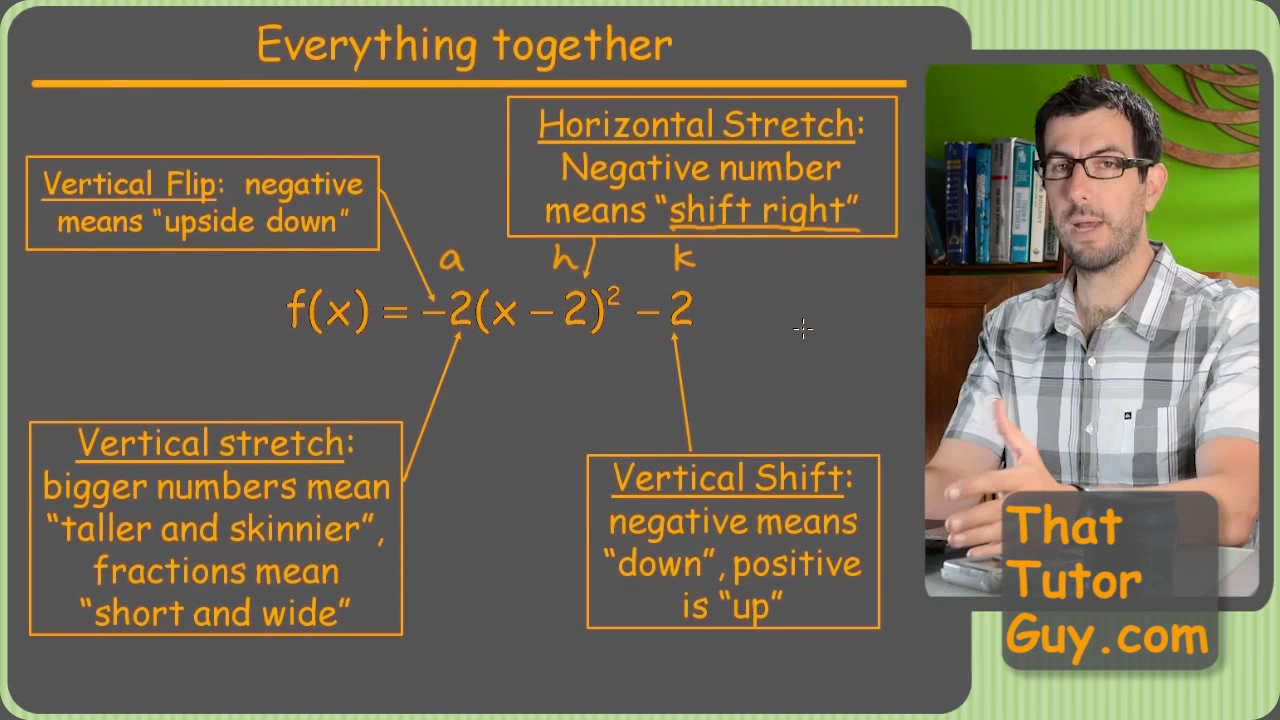 Everything together
Horizontal Stretch:
Negative number
means “shift right”
Vertical Flip: negative
means “upside down”
a h k
f(x) = −2(x − 2)² − 2
Vertical stretch:
bigger numbers mean
“taller and skinnier”,
fractions mean
“short and wide”
Vertical Shift:
negative means
“down”, positive
is “up”
That
Tutor
Guy.com